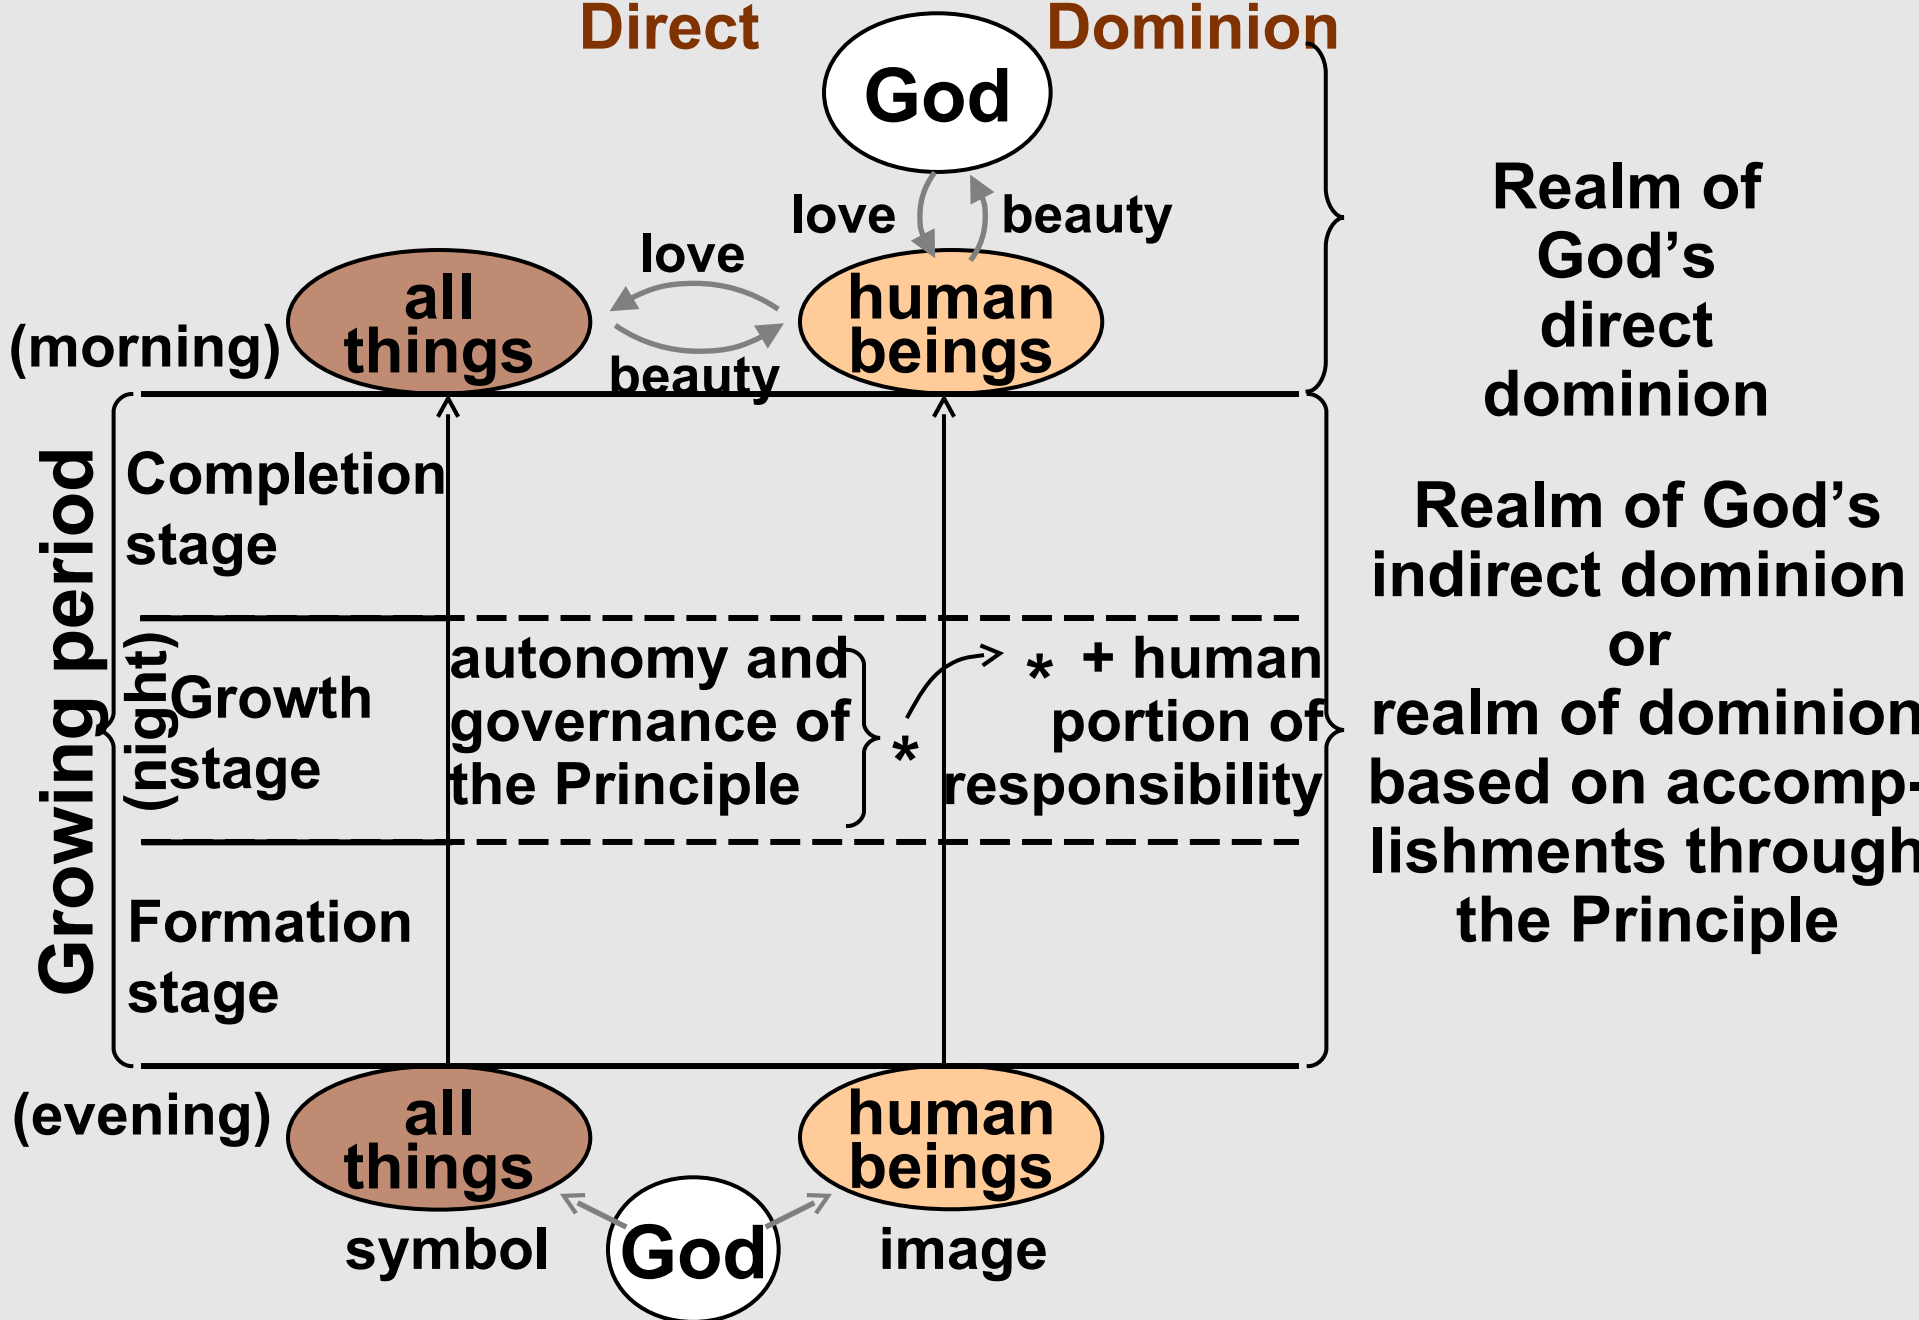 Direct Dominion
God
love beauty
love
all
things
human
beings
(morning)
beauty
Realm of
God’s
direct
dominion
Growing period
(night)
Completion
stage
Growth
stage
Formation
stage
autonomy and
governance of
the Principle
*
* + human
portion of
responsibility
Realm of God’s
indirect dominion
or
realm of dominion
based on accomp-
lishments through
the Principle
(evening)
all
things
human
beings
symbol
God
image